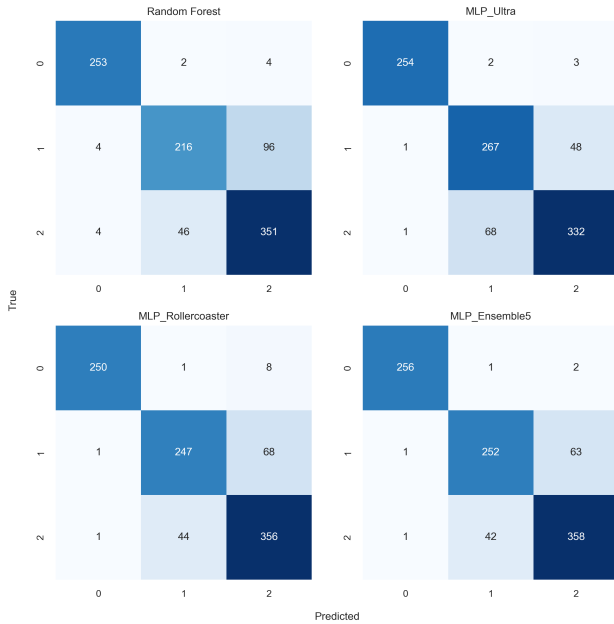 Random Forest
0 253 2 4
1 4 216 96
2 4 46 351
0 1 2
MLP_Ultra
0 254 2 3
1 1 267 48
2 1 68 332
0 1 2
True
MLP_Rollercoaster
0 250 1 8
1 1 247 68
2 1 44 356
0 1 2
MLP_Ensemble5
0 256 1 2
1 1 252 63
2 1 42 358
0 1 2
Predicted